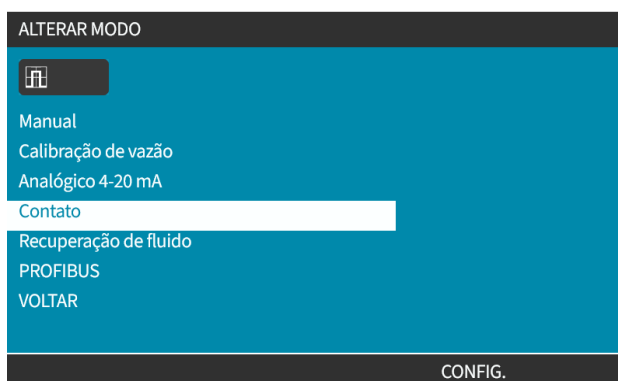 ALTERAR MODO
Manual
Calibração de vazão
Analógico 4-20 mA
Contato
Recuperação de fluido
PROFIBUS
VOLTAR
CONFIG.